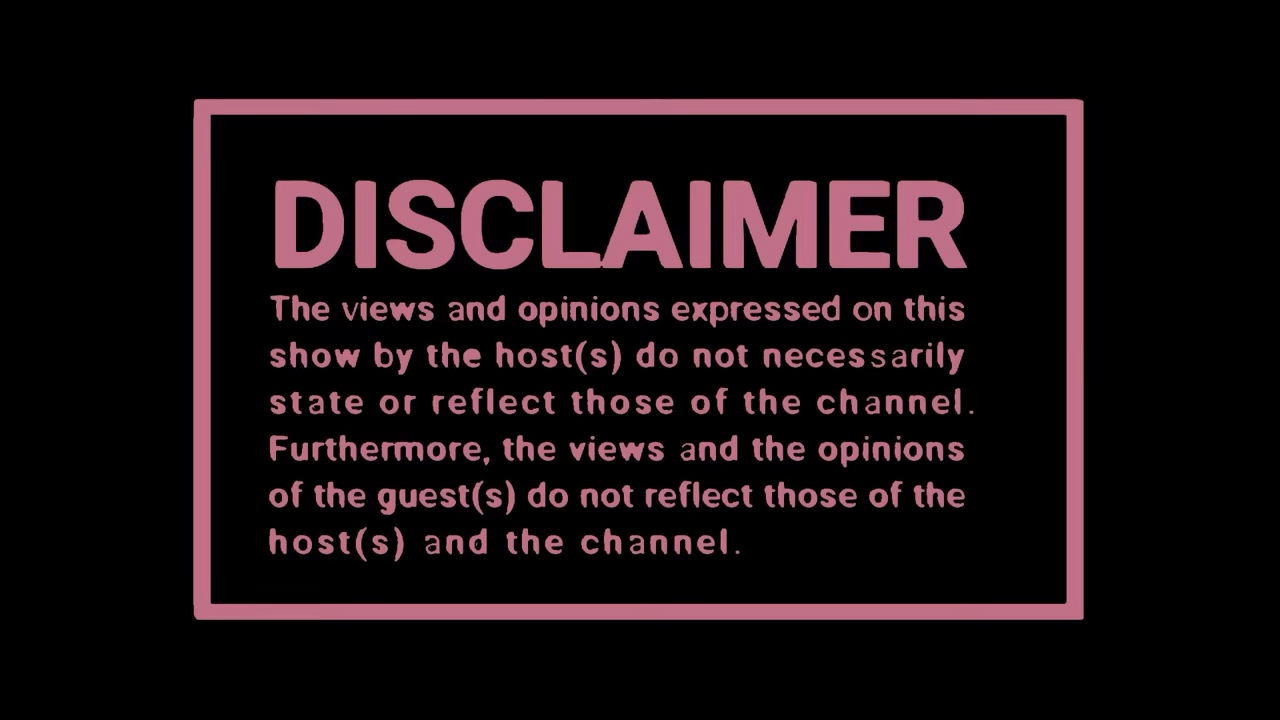 DISCLAIMER
The views and opinions expressed on this
show by the host(s) do not necessarily
state or reflect those of the channel.
Furthermore, the views and the opinions
of the guest(s) do not reflect those of the
host(s) and the channel.